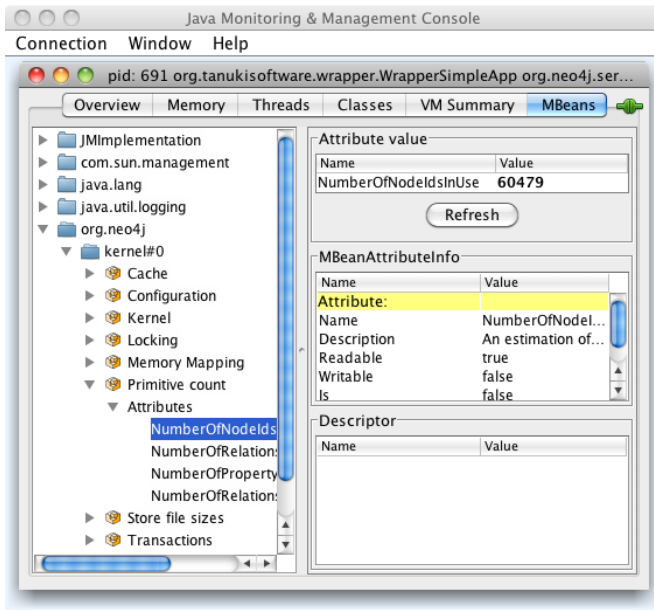 Java Monitoring & Management Console
Connection Window Help
pid: 691 org.tanukisoftware.wrapper.WrapperSimpleApp org.neo4j.ser...
Overview Memory Threads Classes VM Summary MBeans
JMImplementation
com.sun.management
java.lang
java.util.logging
org.neo4j
kernel#0
Cache
Configuration
Kernel
Locking
Memory Mapping
Primitive count
Attributes
NumberOfNodeIds
NumberOfRelations
NumberOfProperty
NumberOfRelations
Store file sizes
Transactions
Attribute value
Name Value
NumberOfNodeIdsInUse 60479
Refresh
MBeanAttributeInfo
Name Value
Attribute:
Name NumberOfNodeI...
Description An estimation of...
Readable true
Writable false
Is false
Descriptor
Name Value